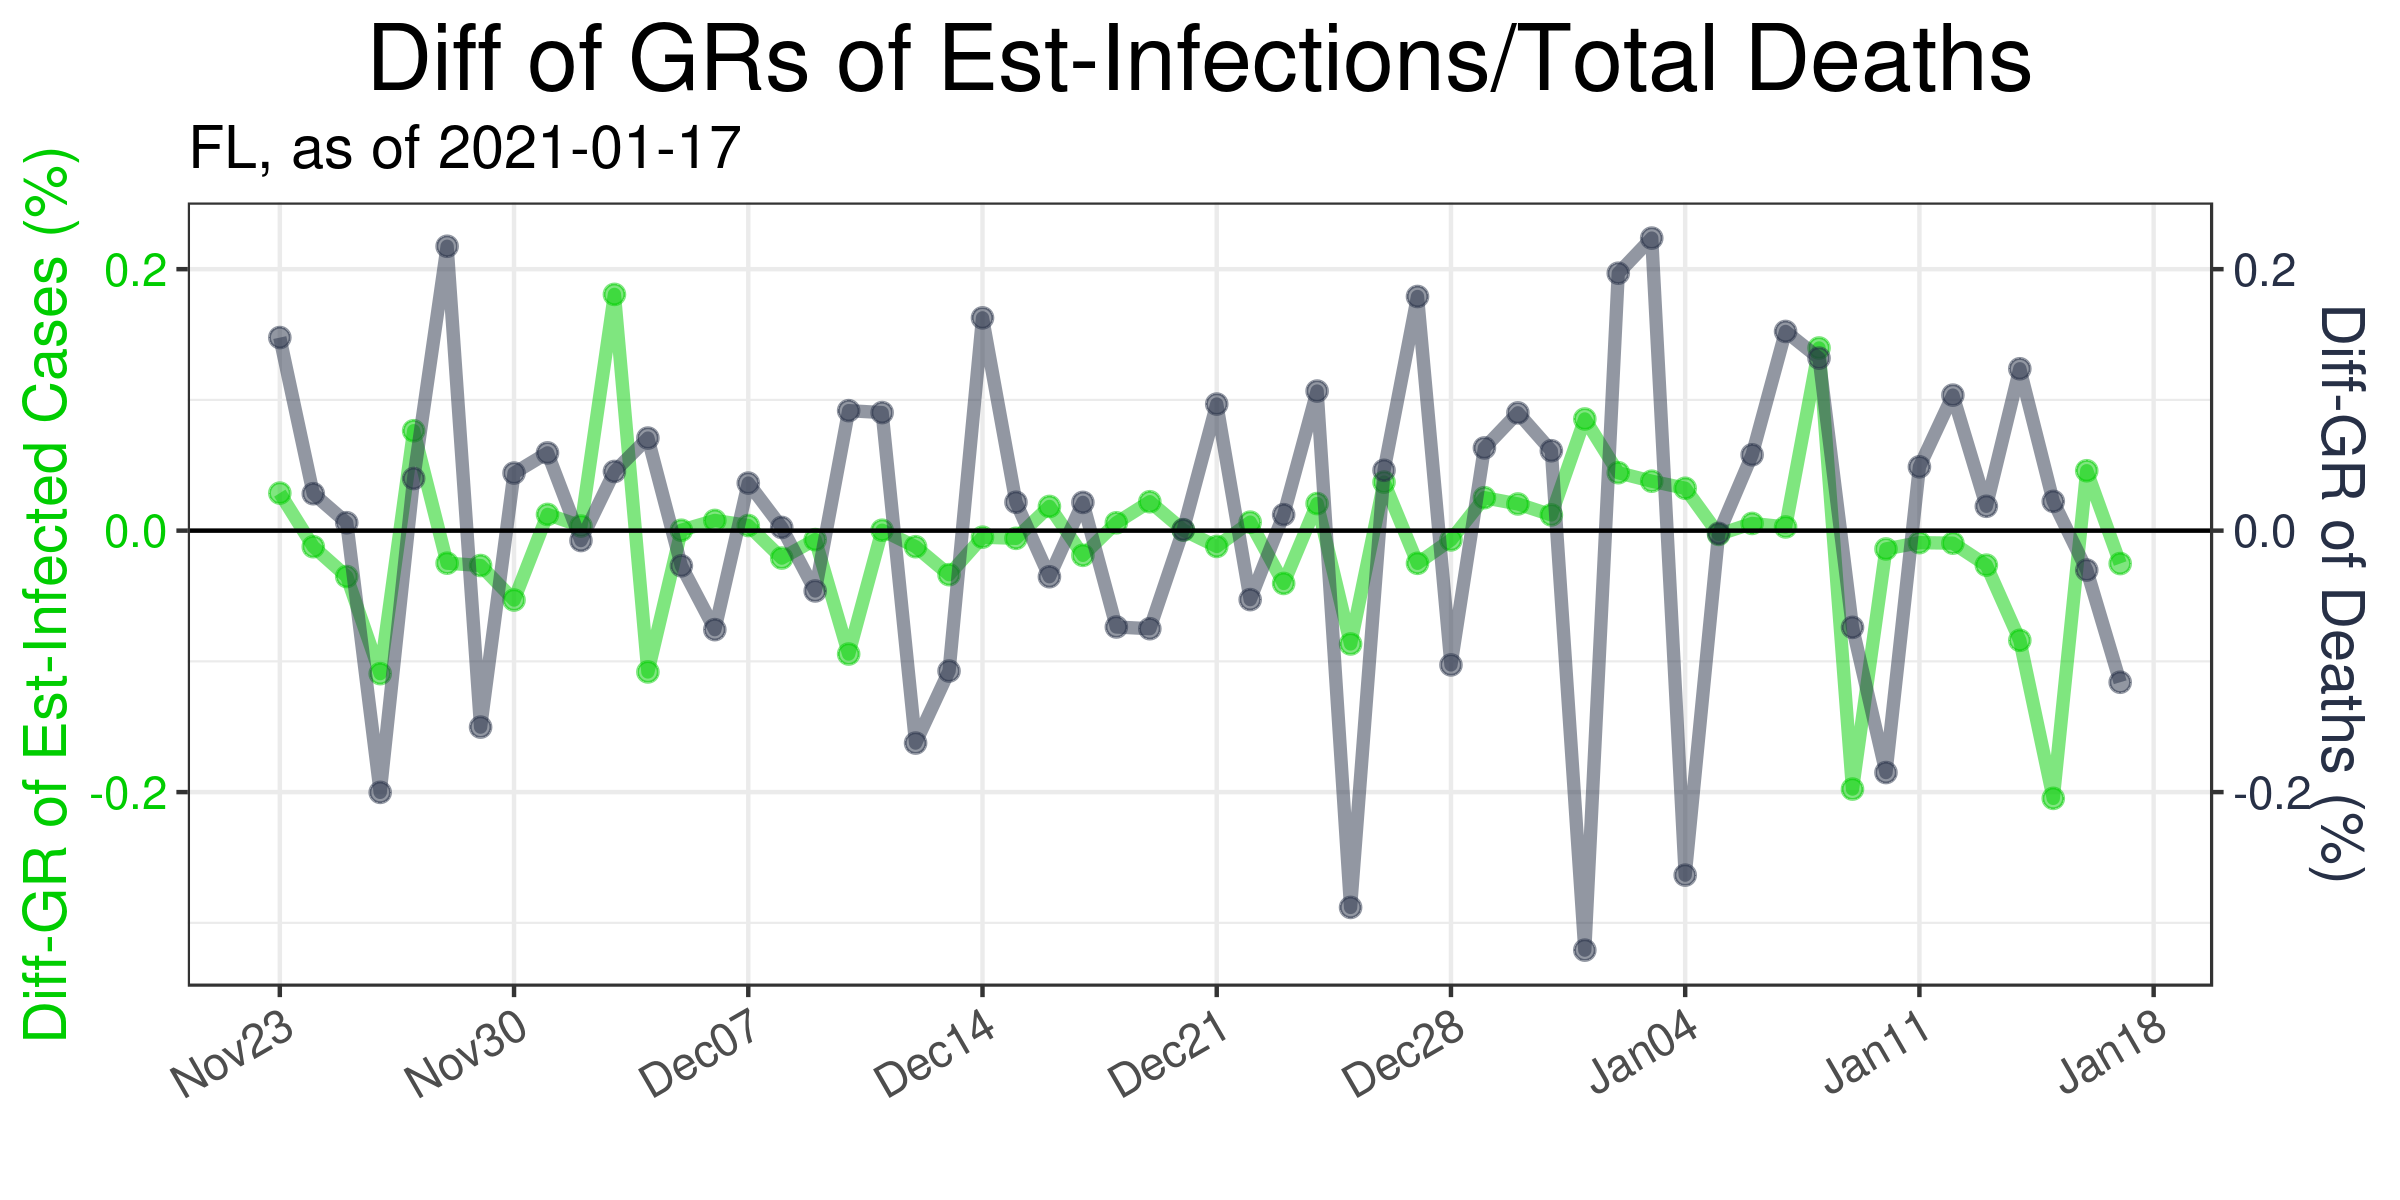 Diff of GRs of Est-Infections/Total Deaths
FL, as of 2021-01-17
Diff-GR of Est-Infected Cases (%)
0.2
0.0
-0.2
0.2
0.0
-0.2
Diff-GR of Deaths (%)
Nov23
Nov30
Dec07
Dec14
Dec21
Dec28
Jan04
Jan11
Jan18